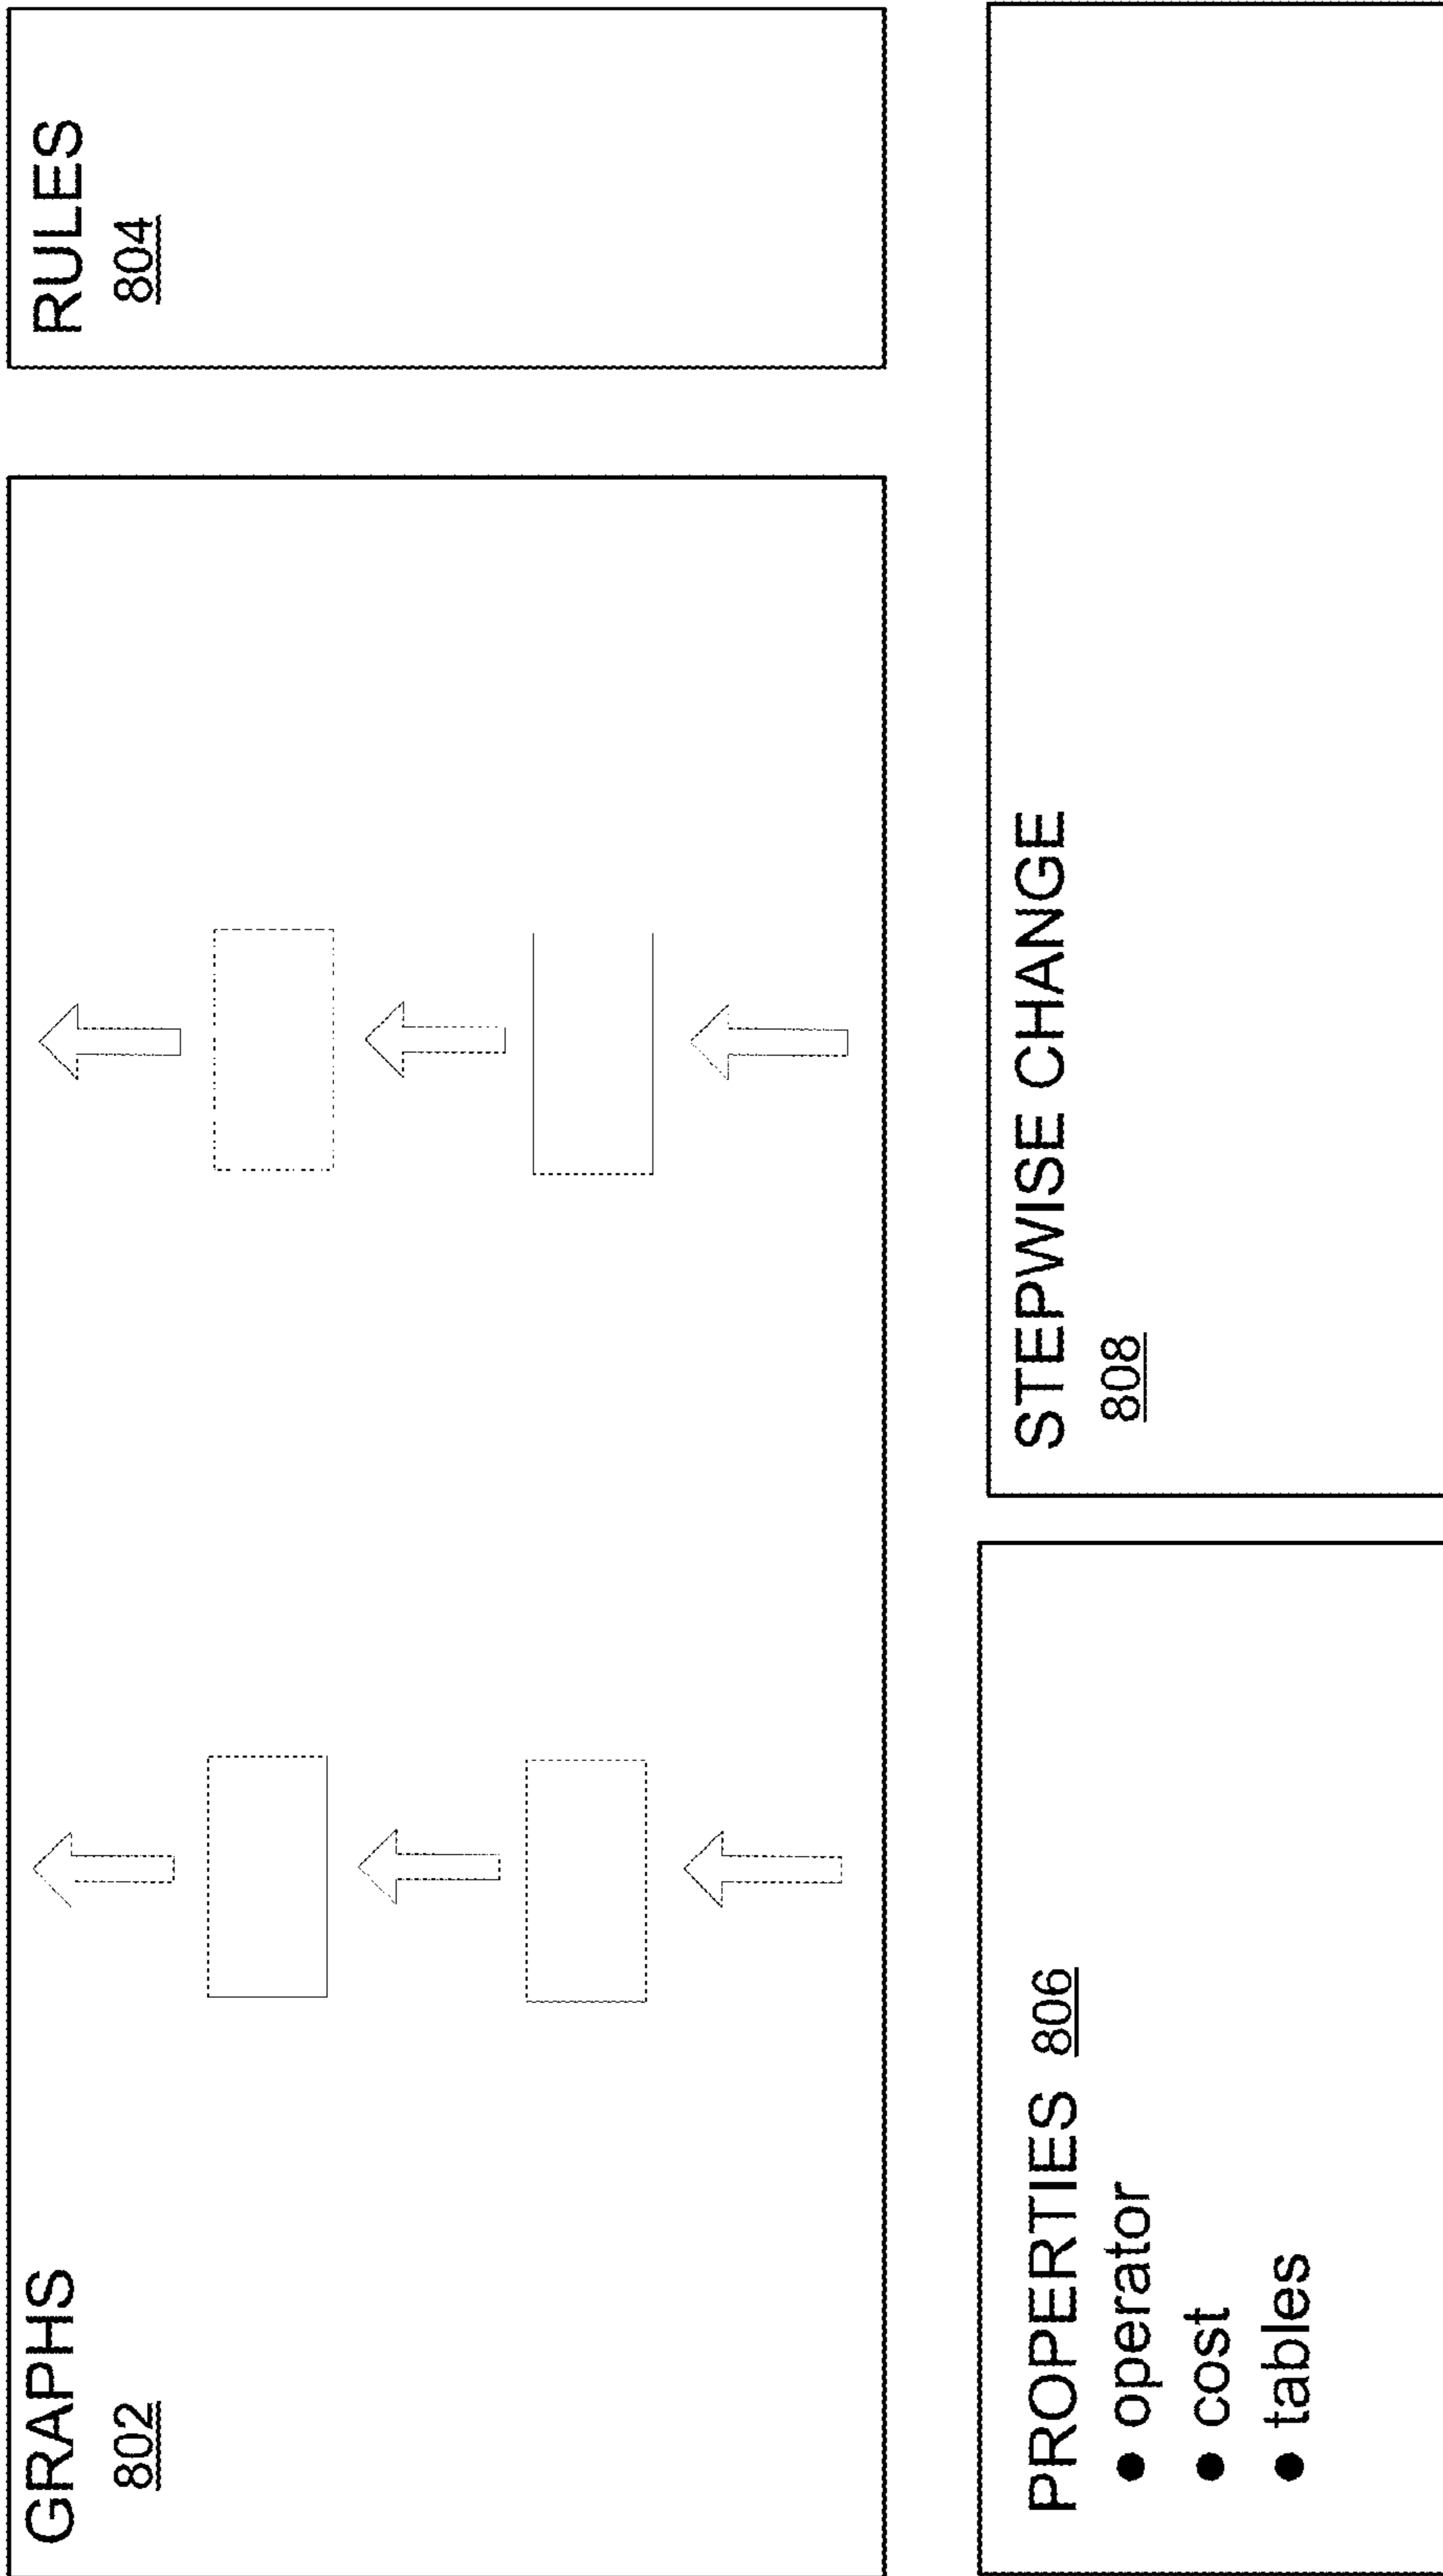 GRAPHS
802
RULES
804
PROPERTIES 806
● operator
● cost
● tables
STEPWISE CHANGE
808